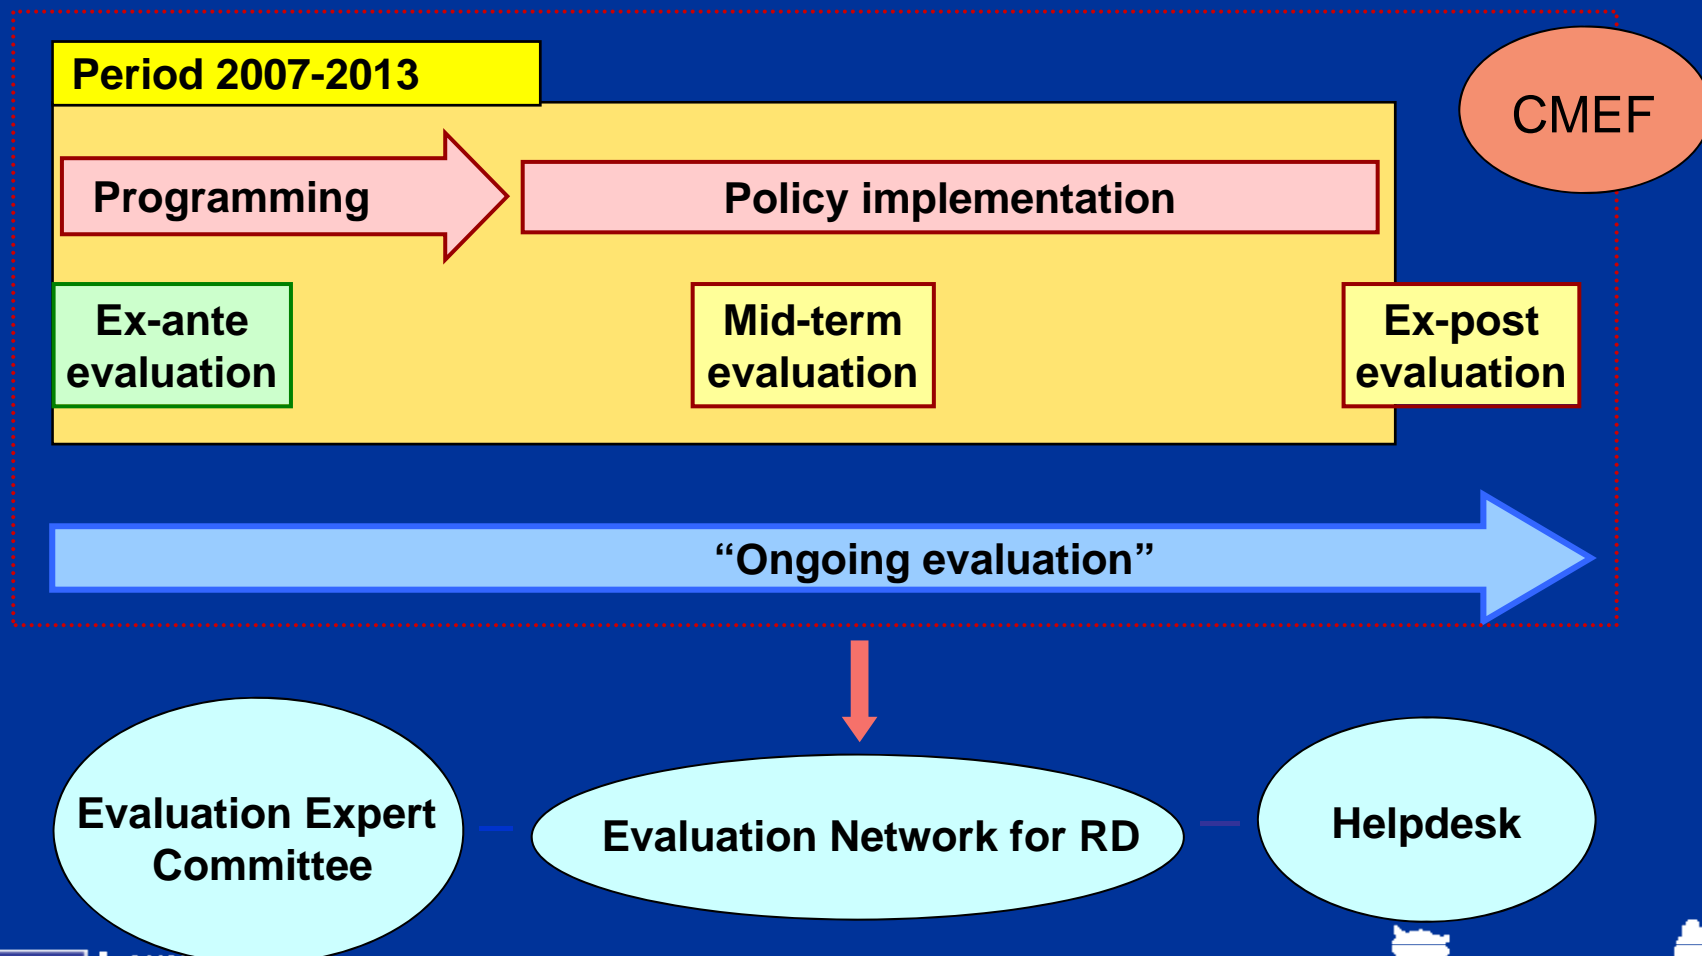 Period 2007-2013
CMEF
Programming
Policy implementation
Ex-ante
evaluation
Mid-term
evaluation
Ex-post
evaluation
“Ongoing evaluation”
Evaluation Expert
Committee
Evaluation Network for RD
Helpdesk